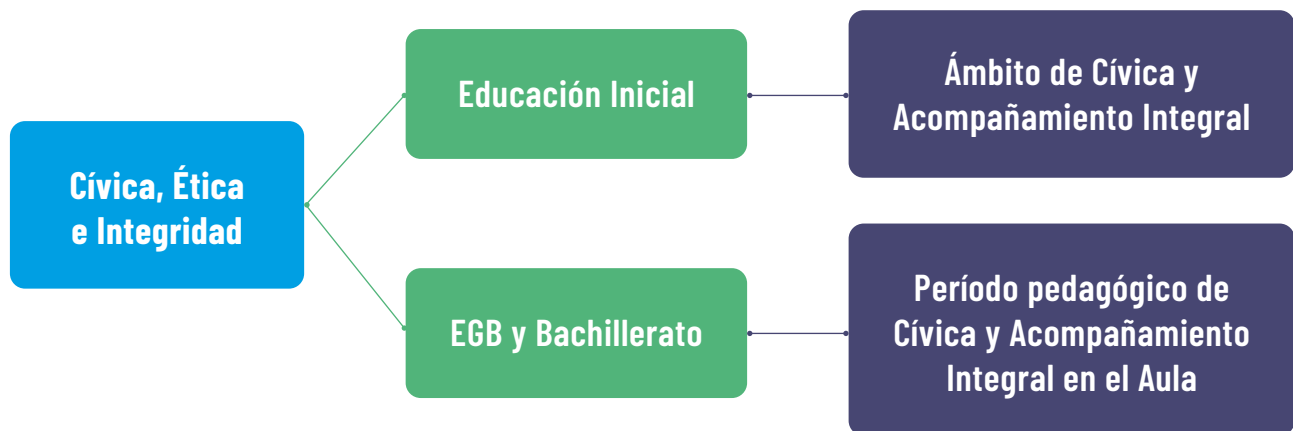 Cívica, Ética
e Integridad
Educación Inicial
Ámbito de Cívica y
Acompañamiento Integral
EGB y Bachillerato
Período pedagógico de
Cívica y Acompañamiento
Integral en el Aula